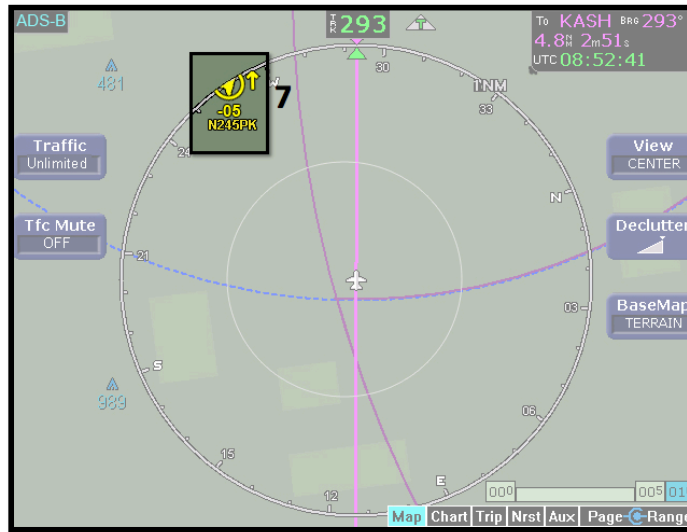 ADS-B
TRK 293
To KASH BRG 293°
4.8NM 2m51s
UTC 08:52:41
481
-05
N245PK
7
W
30
TNM
33
24
Traffic
Unlimited
View
CENTER
N
Tfc Mute
OFF
Declutter
21
BaseMap
TERRAIN
03
S
989
06
15
12
E
000
005
01
Map Chart Trip Nrst Aux Page Range